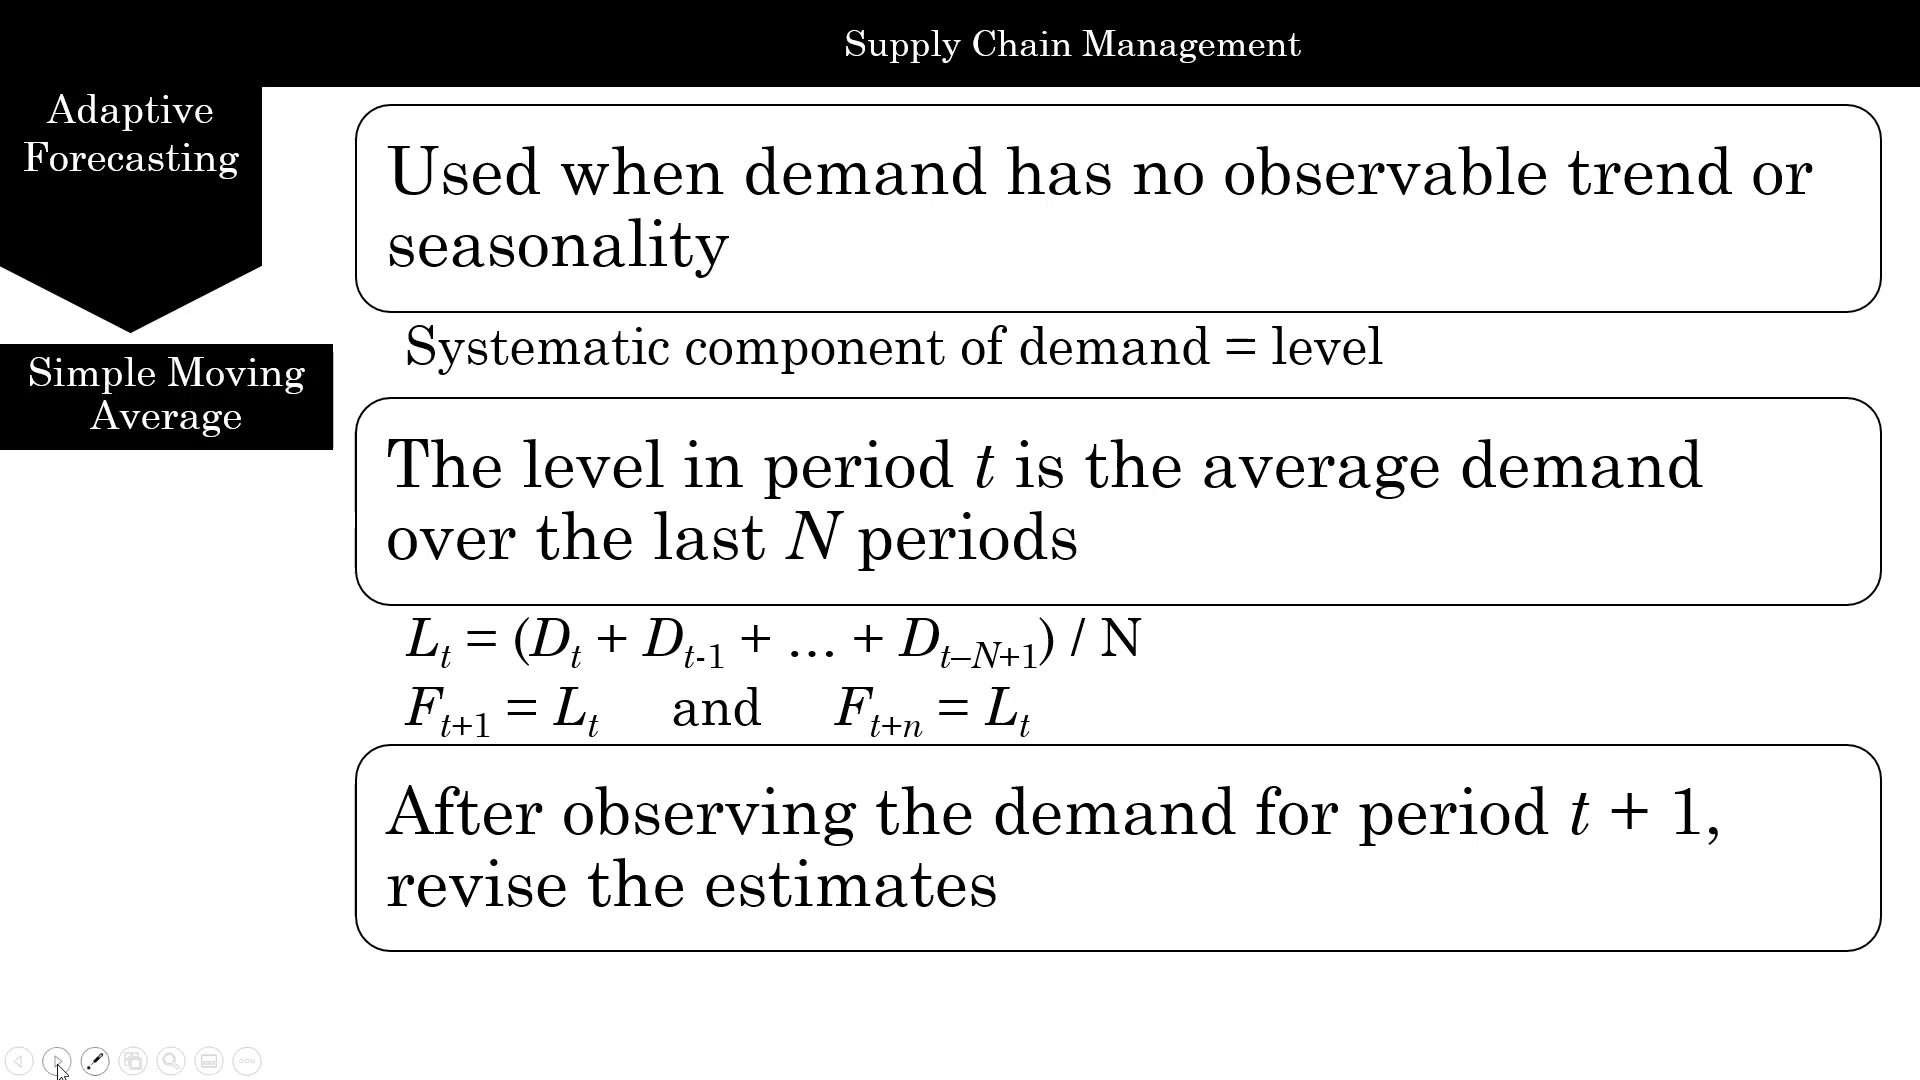 Supply Chain Management
Adaptive
Forecasting
Simple Moving
Average
Used when demand has no observable trend or
seasonality
Systematic component of demand = level
The level in period t is the average demand
over the last N periods
Lₜ = (Dₜ + Dₜ₋₁ + … + Dₜ₋N₊₁) / N
Fₜ₊₁ = Lₜ and Fₜ₊ₙ = Lₜ
After observing the demand for period t + 1,
revise the estimates